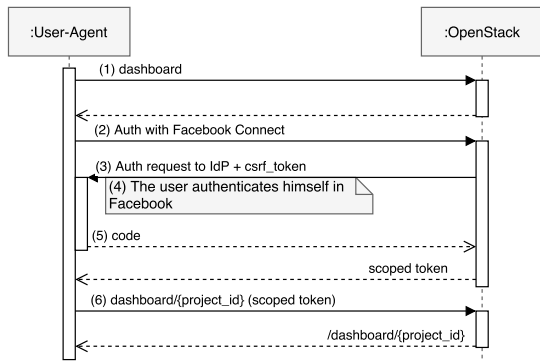 :User-Agent
:OpenStack
(1) dashboard
(2) Auth with Facebook Connect
(3) Auth request to IdP + csrf_token
(4) The user authenticates himself in
Facebook
(5) code
scoped token
(6) dashboard/{project_id} (scoped token)
/dashboard/{project_id}